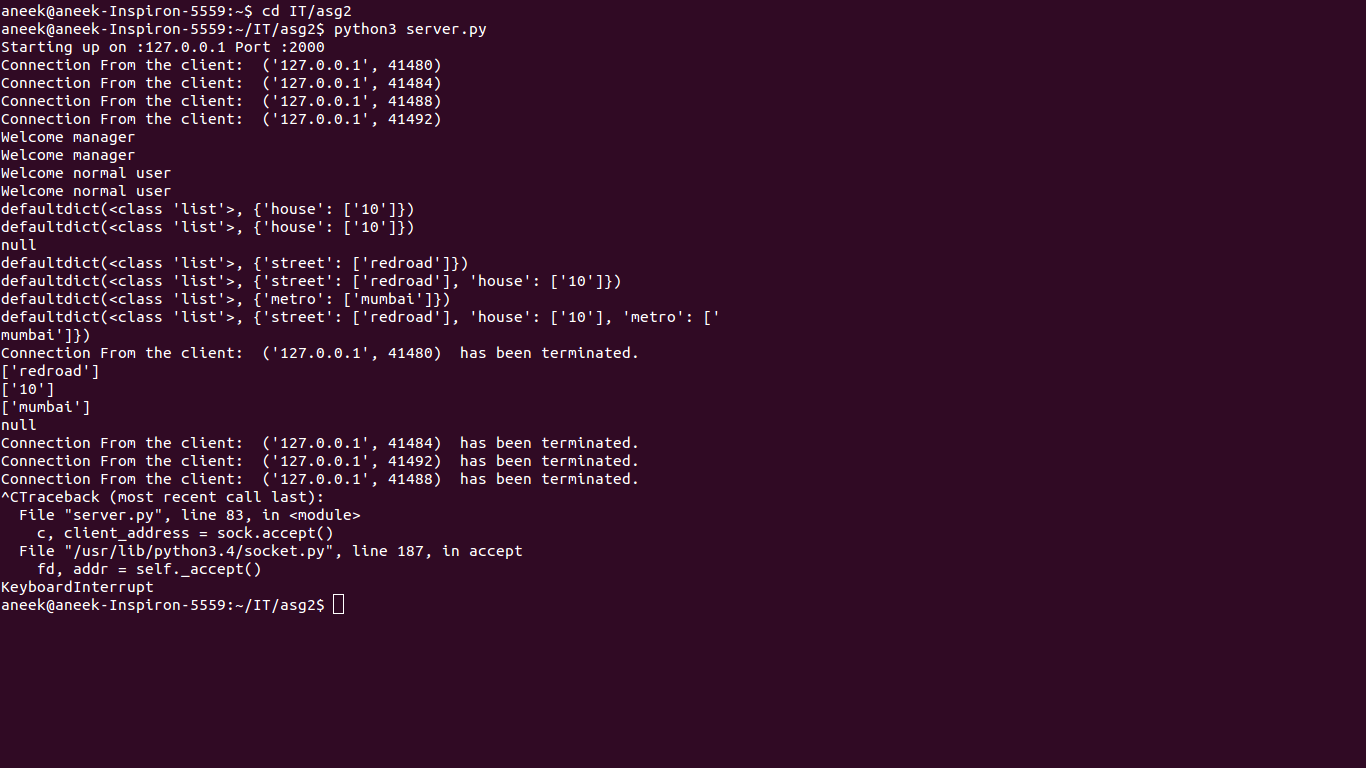 aneek@aneek-Inspiron-5559:~$ cd IT/asg2
aneek@aneek-Inspiron-5559:~/IT/asg2$ python3 server.py
Starting up on :127.0.0.1 Port :2000
Connection From the client:  ('127.0.0.1', 41480)
Connection From the client:  ('127.0.0.1', 41484)
Connection From the client:  ('127.0.0.1', 41488)
Connection From the client:  ('127.0.0.1', 41492)
Welcome manager
Welcome manager
Welcome normal user
Welcome normal user
defaultdict(<class 'list'>, {'house': ['10']})
defaultdict(<class 'list'>, {'house': ['10']})
null
defaultdict(<class 'list'>, {'street': ['redroad']})
defaultdict(<class 'list'>, {'street': ['redroad'], 'house': ['10']})
defaultdict(<class 'list'>, {'metro': ['mumbai']})
defaultdict(<class 'list'>, {'street': ['redroad'], 'house': ['10'], 'metro': ['
mumbai']})
Connection From the client:  ('127.0.0.1', 41480)  has been terminated.
['redroad']
['10']
['mumbai']
null
Connection From the client:  ('127.0.0.1', 41484)  has been terminated.
Connection From the client:  ('127.0.0.1', 41492)  has been terminated.
Connection From the client:  ('127.0.0.1', 41488)  has been terminated.
^CTraceback (most recent call last):
  File "server.py", line 83, in <module>
    c, client_address = sock.accept()
  File "/usr/lib/python3.4/socket.py", line 187, in accept
    fd, addr = self._accept()
KeyboardInterrupt
aneek@aneek-Inspiron-5559:~/IT/asg2$